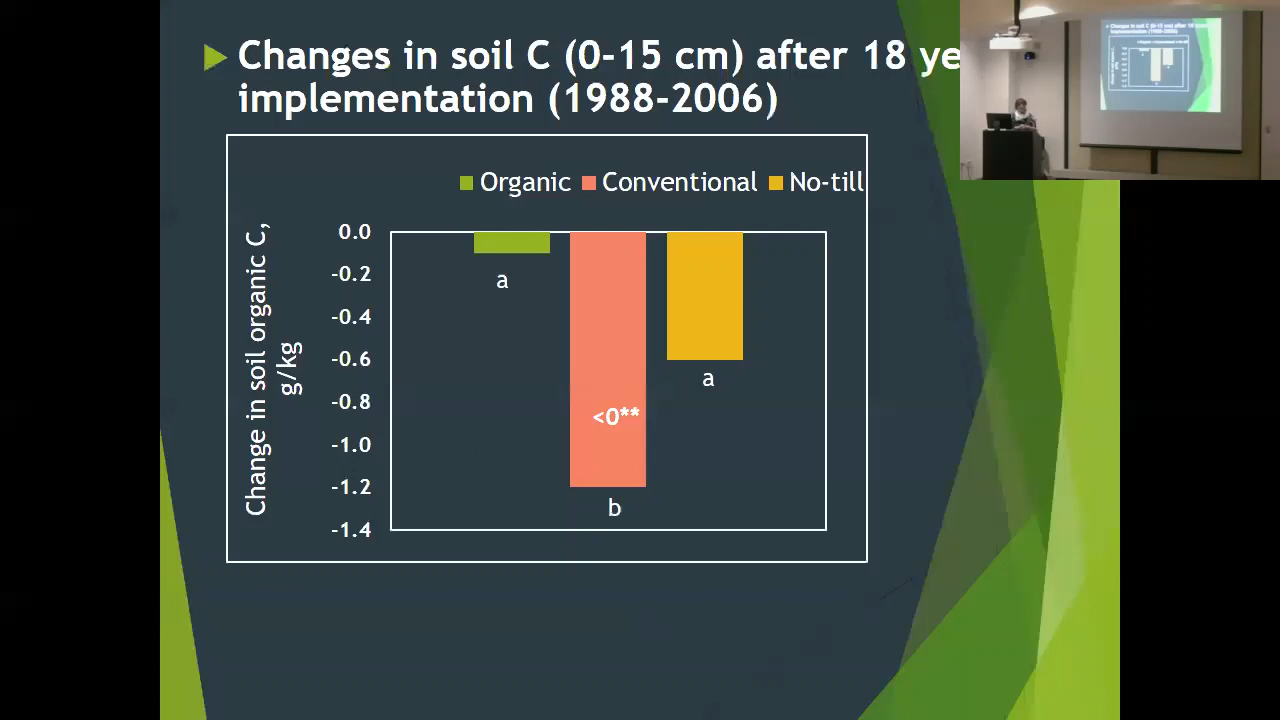 Changes in soil C (0-15 cm) after 18 ye
implementation (1988-2006)
Organic Conventional No-till
Change in soil organic C,
g/kg
0.0
-0.2
-0.4
-0.6
-0.8
-1.0
-1.2
-1.4
a
<0**
b
a